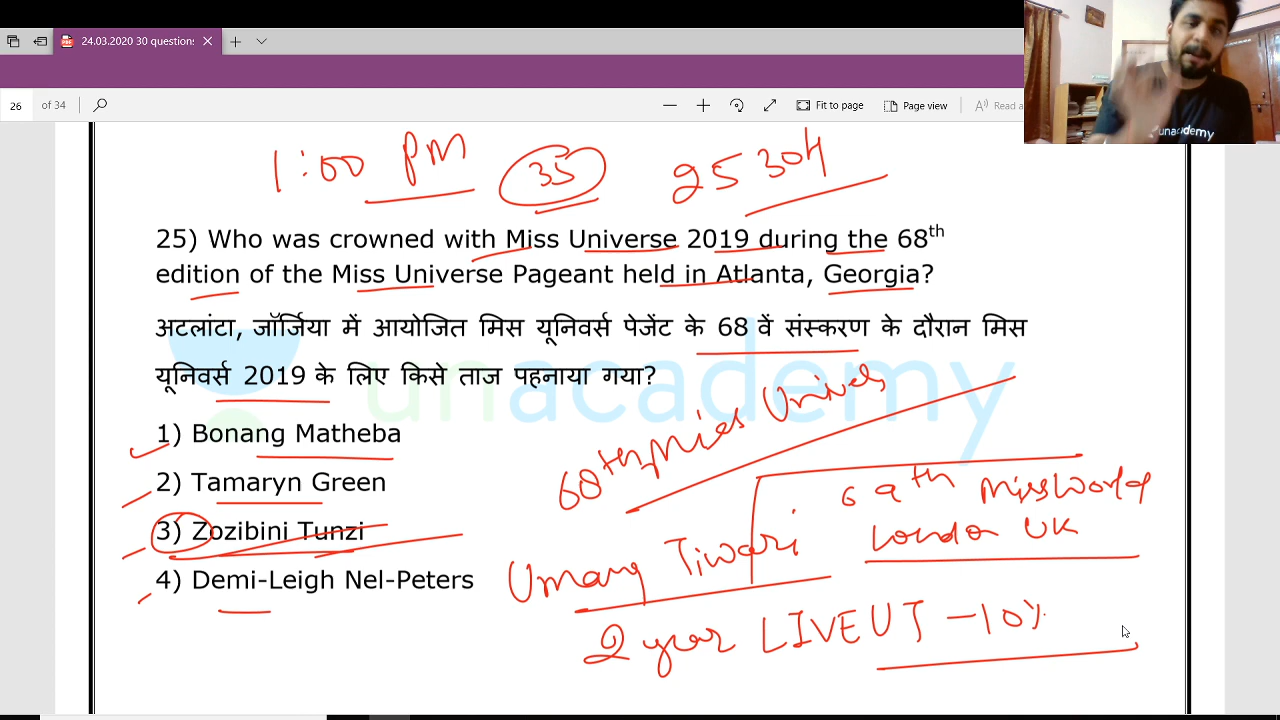 24.03.2020 30 questions
26 of 34 Fit to page Page view Read a
unacademy
1:00 PM 35 25304
25) Who was crowned with Miss Universe 2019 during the 68th
edition of the Miss Universe Pageant held in Atlanta, Georgia?
अटलांटा, जॉर्जिया में आयोजित मिस यूनिवर्स पेजेंट के 68 वें संस्करण के दौरान मिस
यूनिवर्स 2019 के लिए किसे ताज पहनाया गया?
unacademy
1) Bonang Matheba
2) Tamaryn Green
3) Zozibini Tunzi
4) Demi-Leigh Nel-Peters
68th Miss Univers
69th Miss World
London UK
Umang Tiwari
2 year LIVEUT -10%